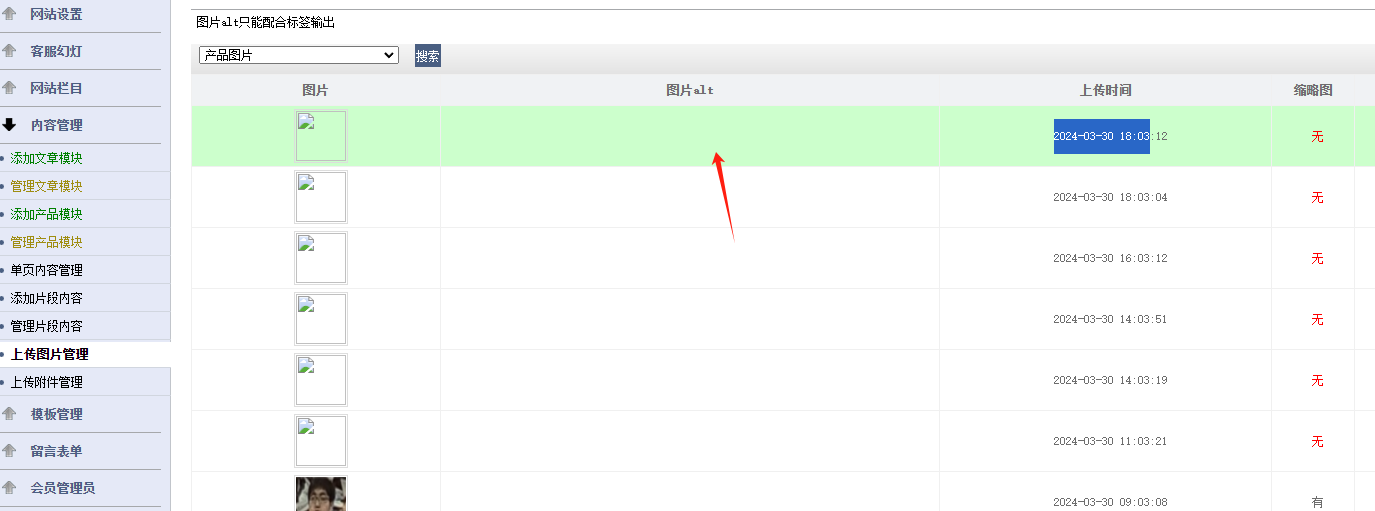 网站设置
客服幻灯
网站栏目
内容管理
添加文章模块
管理文章模块
添加产品模块
管理产品模块
单页内容管理
添加片段内容
管理片段内容
上传图片管理
上传附件管理
模板管理
留言表单
会员管理员
图片alt只能配合标签输出
产品图片 搜索
图片 图片alt 上传时间 缩略图
2024-03-30 18:03:12 无
2024-03-30 18:03:04 无
2024-03-30 16:03:12 无
2024-03-30 14:03:51 无
2024-03-30 14:03:19 无
2024-03-30 11:03:21 无
2024-03-30 09:03:08 有